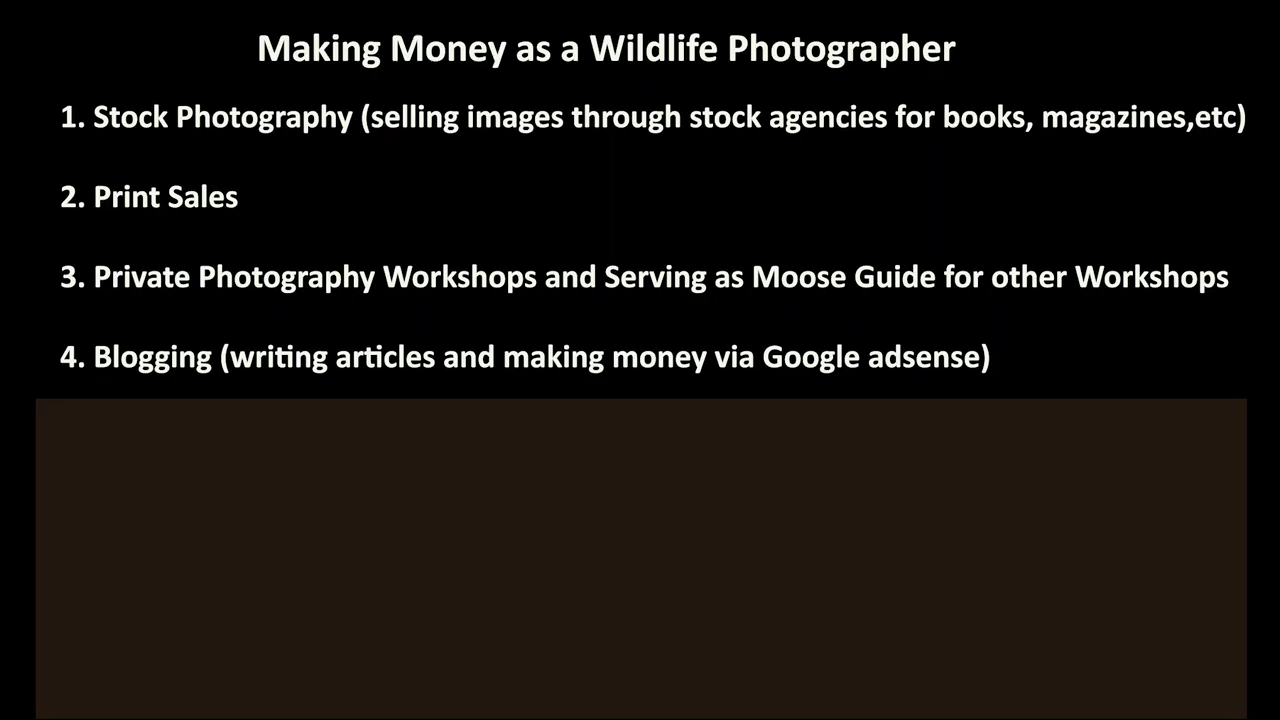 Making Money as a Wildlife Photographer
1. Stock Photography (selling images through stock agencies for books, magazines,etc)
2. Print Sales
3. Private Photography Workshops and Serving as Moose Guide for other Workshops
4. Blogging (writing articles and making money via Google adsense)